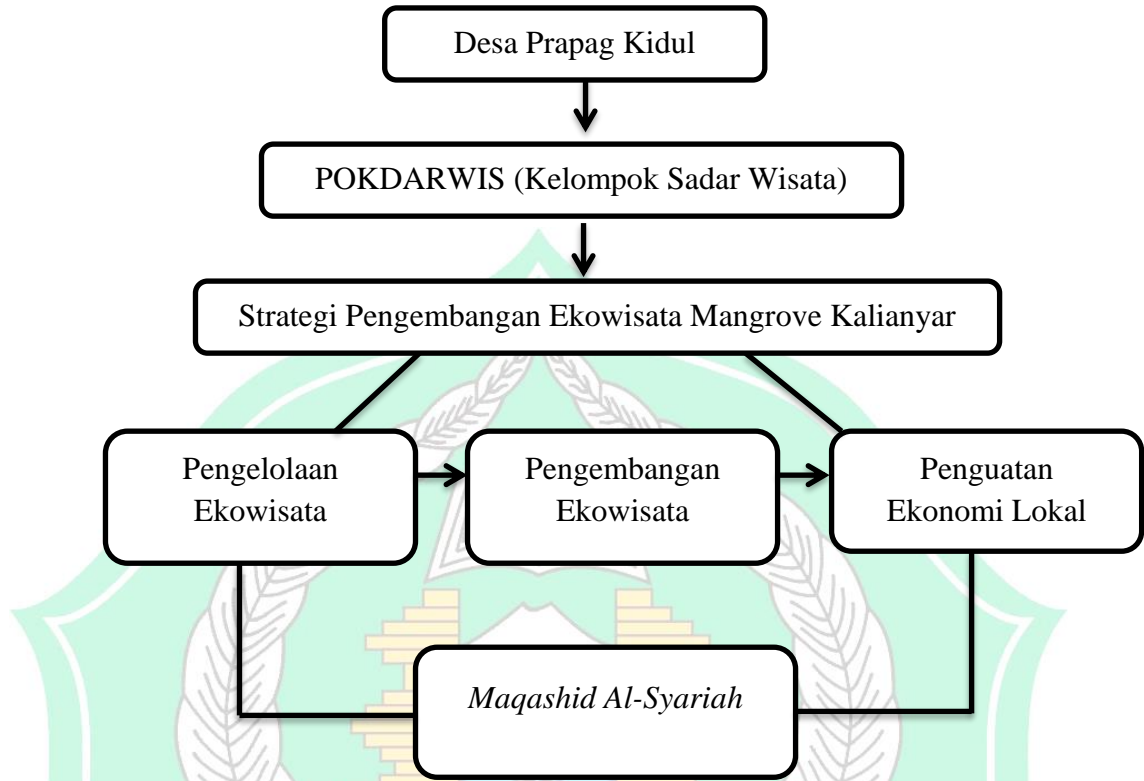 Desa Prapag Kidul
POKDARWIS (Kelompok Sadar Wisata)
Strategi Pengembangan Ekowisata Mangrove Kalianyar
Pengelolaan
Ekowisata
Pengembangan
Ekowisata
Penguatan
Ekonomi Lokal
Maqashid Al-Syariah